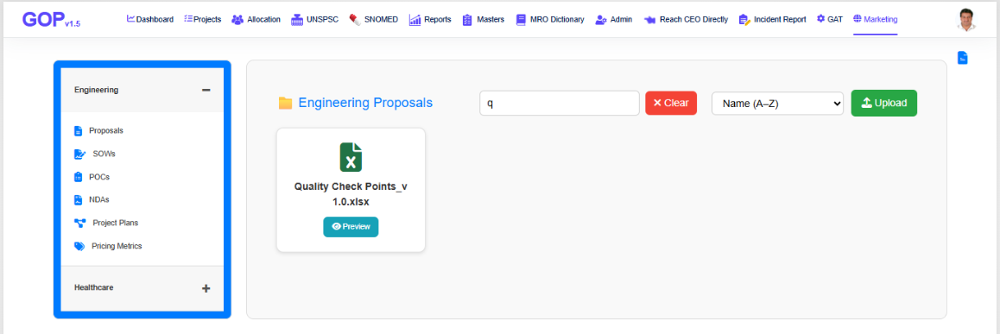 GOP v1.5
Dashboard Projects Allocation UNSPSC SNOMED Reports Masters MRO Dictionary Admin Reach CEO Directly Incident Report GAT Marketing
Engineering
Proposals
SOWs
POCs
NDAs
Project Plans
Pricing Metrics
Healthcare
Engineering Proposals
q
Clear
Name (A–Z)
Upload
Quality Check Points_v
1.0.xlsx
Preview